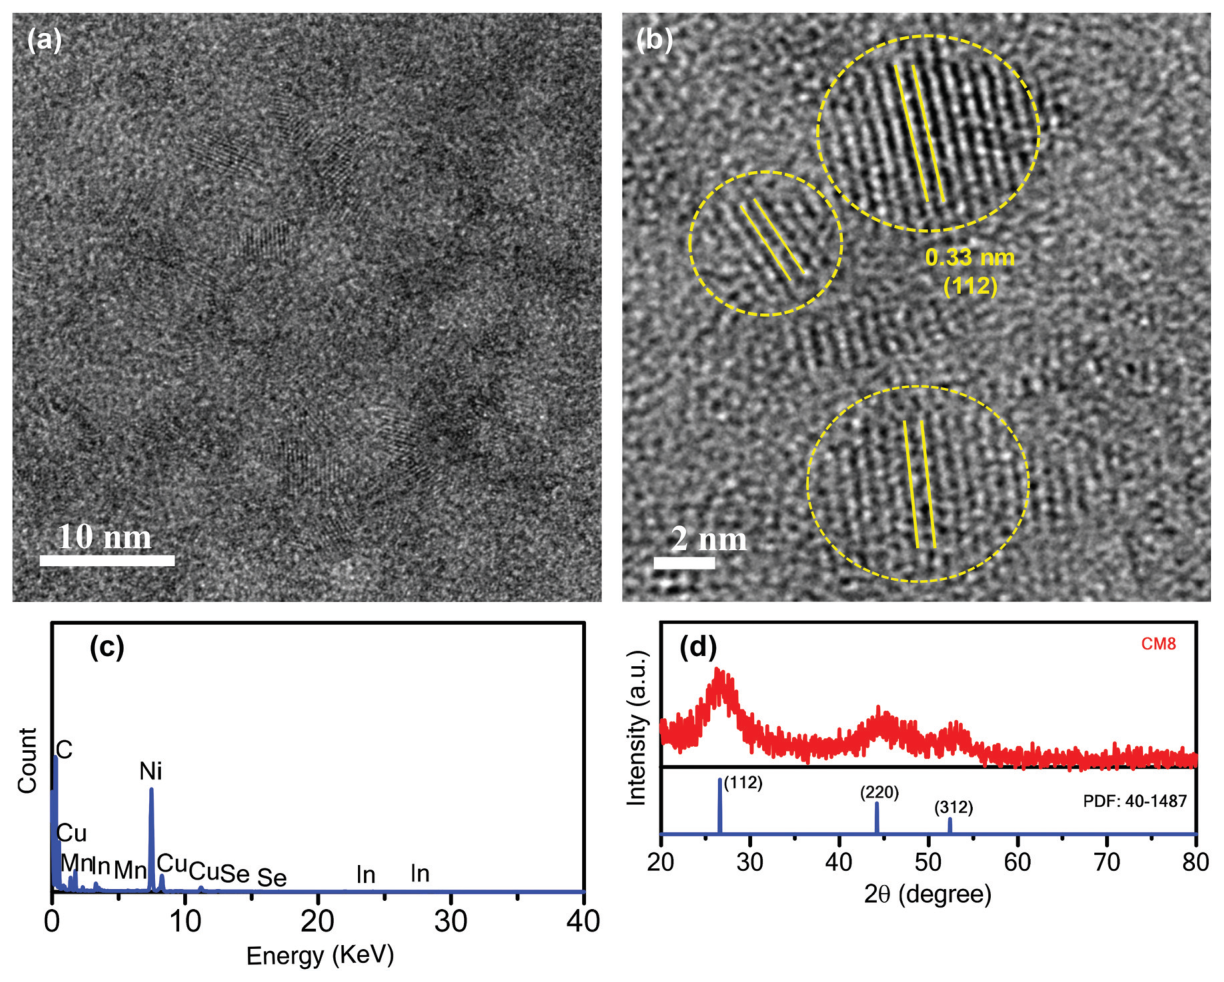 (a)
10 nm
(b)
0.33 nm
(112)
2 nm
(c)
Count
C
Ni
Cu
Mn In Mn Cu Cu Se Se In In
0 10 20 30 40
Energy (KeV)
(d)
CM8
Intensity (a.u.)
(112)
(220)
(312)
PDF: 40-1487
20 30 40 50 60 70 80
2θ (degree)